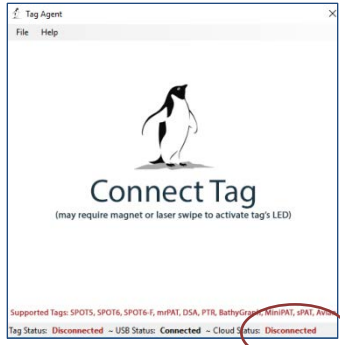 Tag Agent
File Help
Connect Tag
(may require magnet or laser swipe to activate tag's LED)
Supported Tags: SPOT5, SPOT6, SPOT6-F, mrPAT, DSA, PTR, BathyGraph, MiniPAT, sPAT, Avian
Tag Status: Disconnected ~ USB Status: Connected ~ Cloud Status: Disconnected